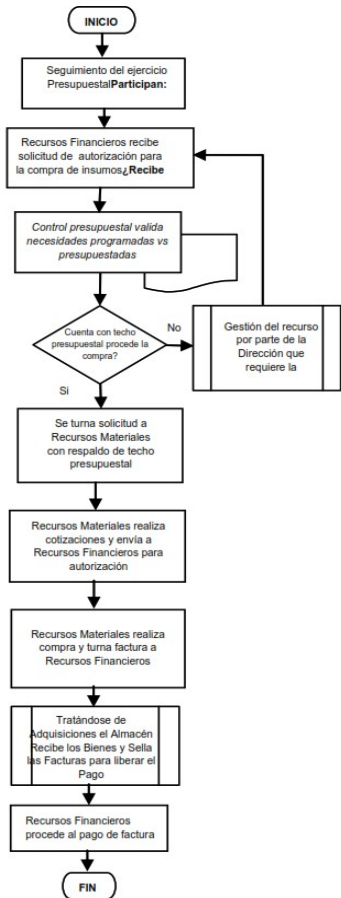 INICIO
Seguimiento del ejercicio
PresupuestalParticipan:
Recursos Financieros recibe
solicitud de autorización para
la compra de insumos¿Recibe
Control presupuestal valida
necesidades programadas vs
presupuestadas
Cuenta con techo
presupuestal procede la
compra?
No
Gestión del recurso
por parte de la
Dirección que
requiere la
Si
Se turna solicitud a
Recursos Materiales
con respaldo de techo
presupuestal
Recursos Materiales realiza
cotizaciones y envía a
Recursos Financieros para
autorización
Recursos Materiales realiza
compra y turna factura a
Recursos Financieros
Tratándose de
Adquisiciones el Almacén
Recibe los Bienes y Sella
las Facturas para liberar el
Pago
Recursos Financieros
procede al pago de factura
FIN